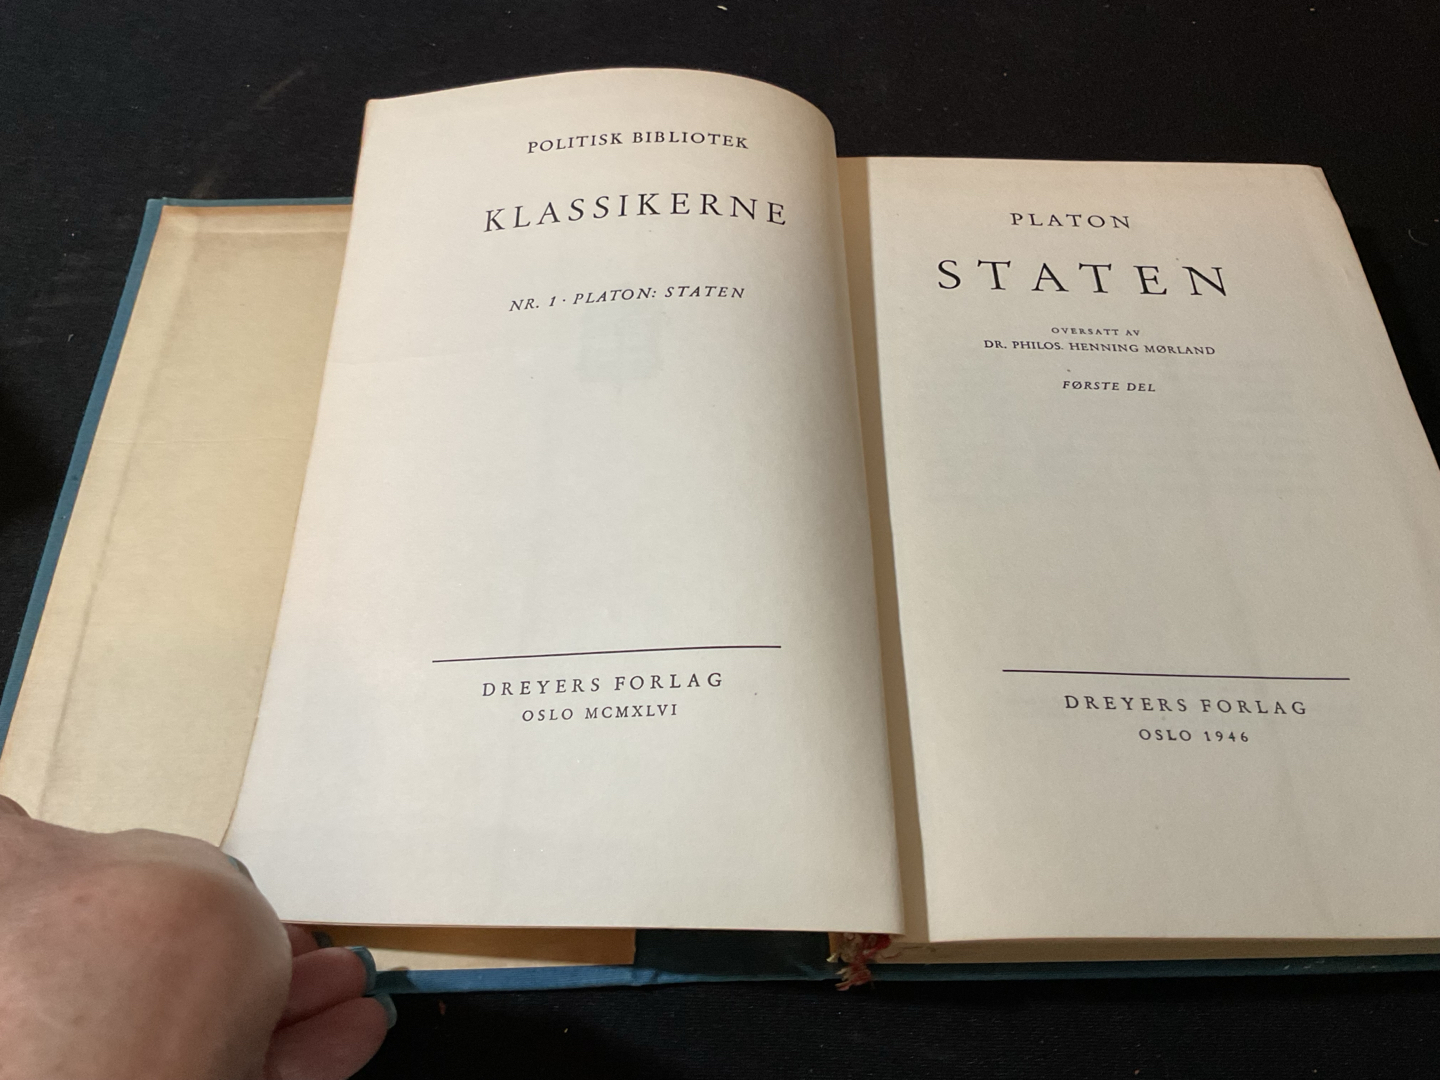 POLITISK BIBLIOTEK
KLASSIKERNE
NR. 1 · PLATON: STATEN
DREYERS FORLAG
OSLO MCMXLVI
PLATON
STATEN
OVERSATT AV
DR. PHILOS. HENNING MØRLAND
FØRSTE DEL
DREYERS FORLAG
OSLO 1946